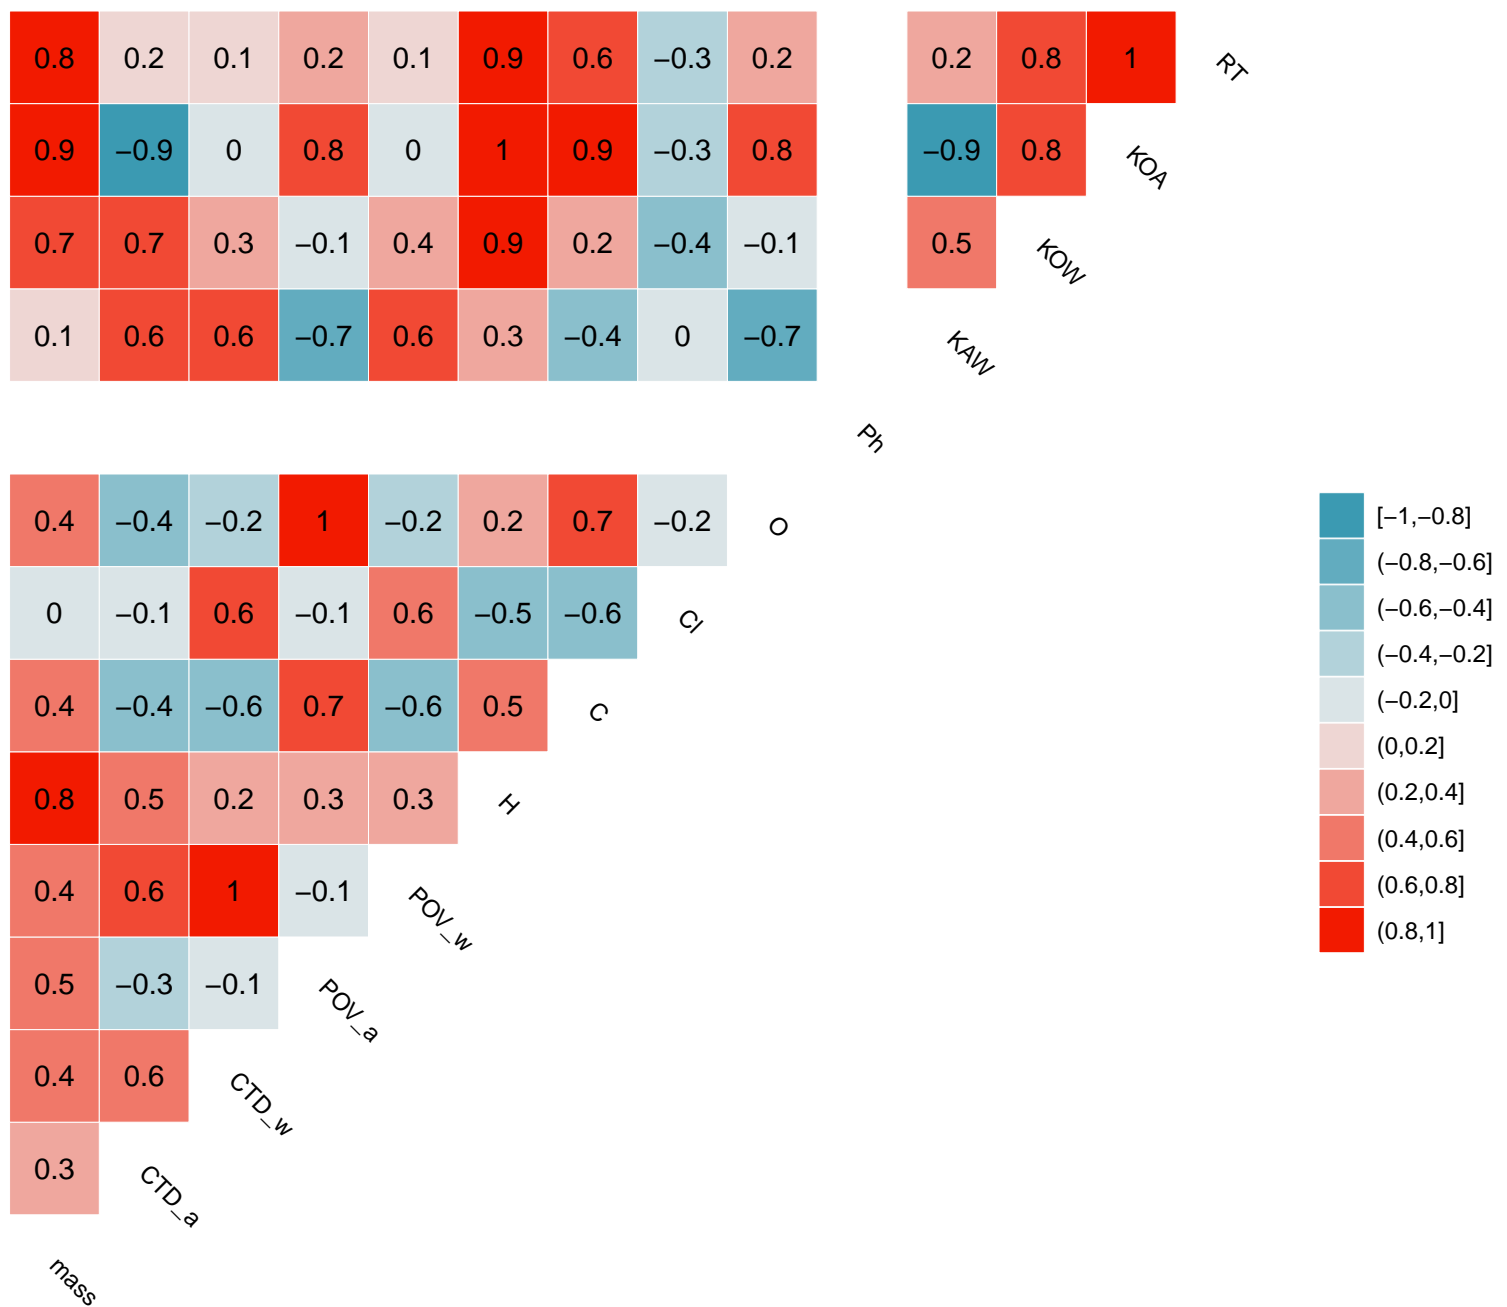 0.8 0.2 0.1 0.2 0.1 0.9 0.6 −0.3 0.2 0.2 0.8 1 RT
0.9 −0.9 0 0.8 0 1 0.9 −0.3 0.8 −0.9 0.8 KOA
0.7 0.7 0.3 −0.1 0.4 0.9 0.2 −0.4 −0.1 0.5 KOW
0.1 0.6 0.6 −0.7 0.6 0.3 −0.4 0 −0.7 KAW
Ph
0.4 −0.4 −0.2 1 −0.2 0.2 0.7 −0.2 O
0 −0.1 0.6 −0.1 0.6 −0.5 −0.6 Cl
0.4 −0.4 −0.6 0.7 −0.6 0.5 C
0.8 0.5 0.2 0.3 0.3 H
0.4 0.6 1 −0.1 POV_w
0.5 −0.3 −0.1 POV_a
0.4 0.6 CTD_w
0.3 CTD_a
mass
[−1,−0.8]
(−0.8,−0.6]
(−0.6,−0.4]
(−0.4,−0.2]
(−0.2,0]
(0,0.2]
(0.2,0.4]
(0.4,0.6]
(0.6,0.8]
(0.8,1]